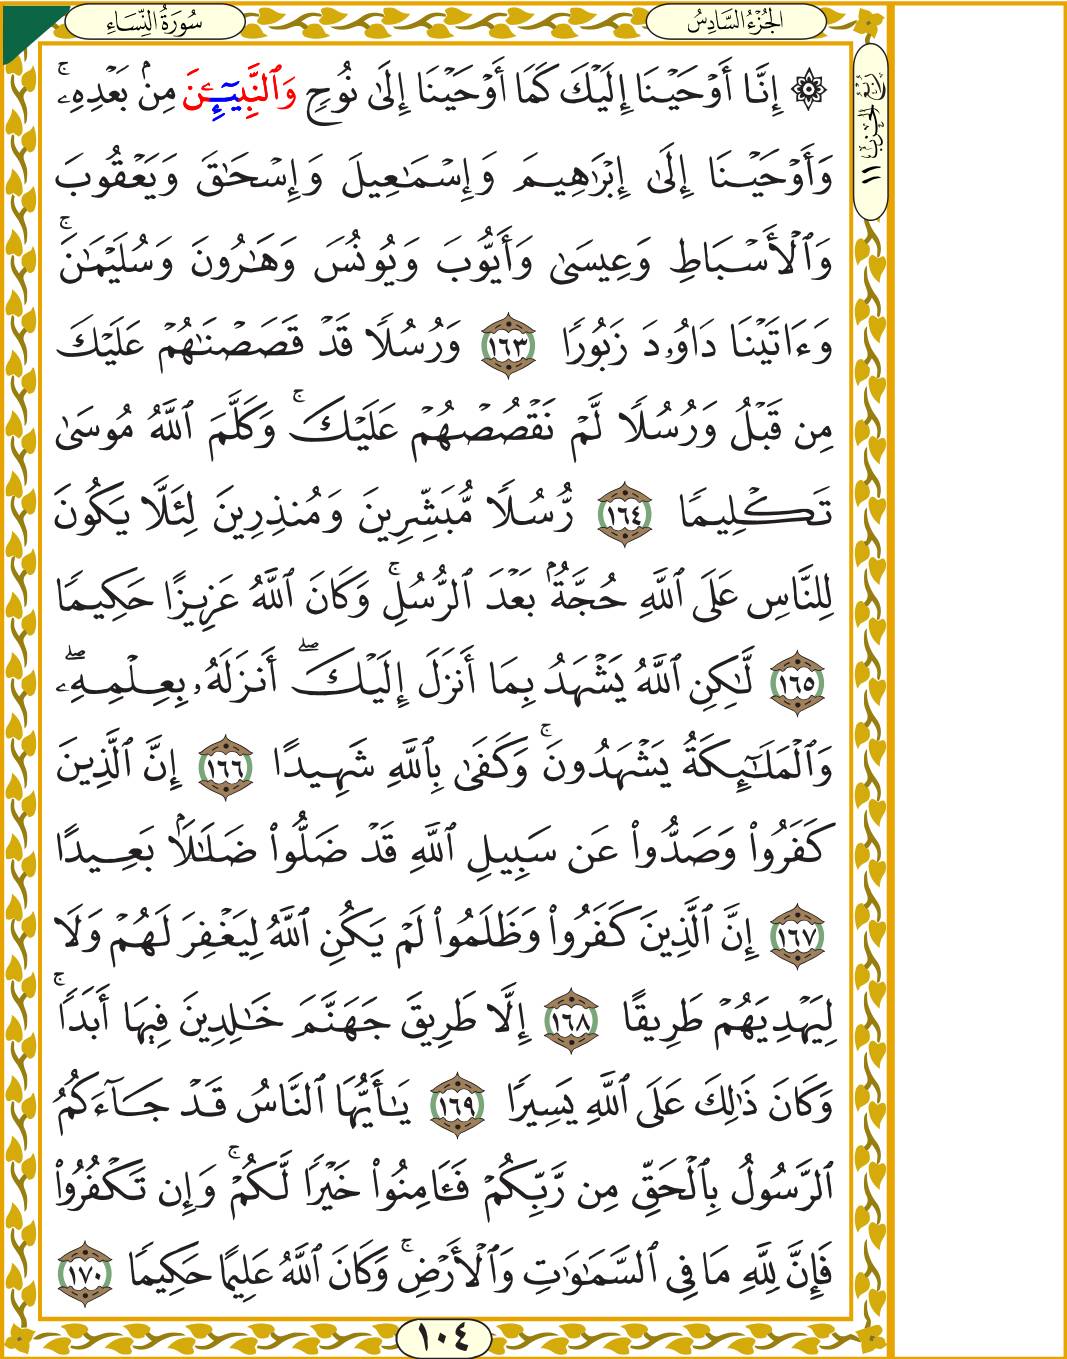 سُورَةُ النِّسَاءِ
الجُزْءُ السَّادِسُ
رُبْعُ الحِزْبِ ١١
۞ إِنَّا أَوْحَيْنَا إِلَيْكَ كَمَا أَوْحَيْنَا إِلَىٰ نُوحٍ وَٱلنَّبِيٓـِٔنَ مِنۢ بَعْدِهِۦۚ
وَأَوْحَيْنَا إِلَىٰ إِبْرَٰهِيمَ وَإِسْمَٰعِيلَ وَإِسْحَٰقَ وَيَعْقُوبَ
وَٱلْأَسْبَاطِ وَعِيسَىٰ وَأَيُّوبَ وَيُونُسَ وَهَٰرُونَ وَسُلَيْمَٰنَۚ
وَءَاتَيْنَا دَاوُۥدَ زَبُورًا ١٦٣ وَرُسُلًا قَدْ قَصَصْنَٰهُمْ عَلَيْكَ
مِن قَبْلُ وَرُسُلًا لَّمْ نَقْصُصْهُمْ عَلَيْكَۚ وَكَلَّمَ ٱللَّهُ مُوسَىٰ
تَكْلِيمًا ١٦٤ رُّسُلًا مُّبَشِّرِينَ وَمُنذِرِينَ لِئَلَّا يَكُونَ
لِلنَّاسِ عَلَى ٱللَّهِ حُجَّةٌۢ بَعْدَ ٱلرُّسُلِۚ وَكَانَ ٱللَّهُ عَزِيزًا حَكِيمًا
١٦٥ لَّٰكِنِ ٱللَّهُ يَشْهَدُ بِمَا أَنزَلَ إِلَيْكَۖ أَنزَلَهُۥ بِعِلْمِهِۦۖ
وَٱلْمَلَٰٓئِكَةُ يَشْهَدُونَۚ وَكَفَىٰ بِٱللَّهِ شَهِيدًا ١٦٦ إِنَّ ٱلَّذِينَ
كَفَرُوا۟ وَصَدُّوا۟ عَن سَبِيلِ ٱللَّهِ قَدْ ضَلُّوا۟ ضَلَٰلًۢا بَعِيدًا
١٦٧ إِنَّ ٱلَّذِينَ كَفَرُوا۟ وَظَلَمُوا۟ لَمْ يَكُنِ ٱللَّهُ لِيَغْفِرَ لَهُمْ وَلَا
لِيَهْدِيَهُمْ طَرِيقًا ١٦٨ إِلَّا طَرِيقَ جَهَنَّمَ خَٰلِدِينَ فِيهَا أَبَدًاۚ
وَكَانَ ذَٰلِكَ عَلَى ٱللَّهِ يَسِيرًا ١٦٩ يَٰأَيُّهَا ٱلنَّاسُ قَدْ جَآءَكُمُ
ٱلرَّسُولُ بِٱلْحَقِّ مِن رَّبِّكُمْ فَـَٔامِنُوا۟ خَيْرًا لَّكُمْۚ وَإِن تَكْفُرُوا۟
فَإِنَّ لِلَّهِ مَا فِي ٱلسَّمَٰوَٰتِ وَٱلْأَرْضِۚ وَكَانَ ٱللَّهُ عَلِيمًا حَكِيمًا ١٧٠
١٠٤